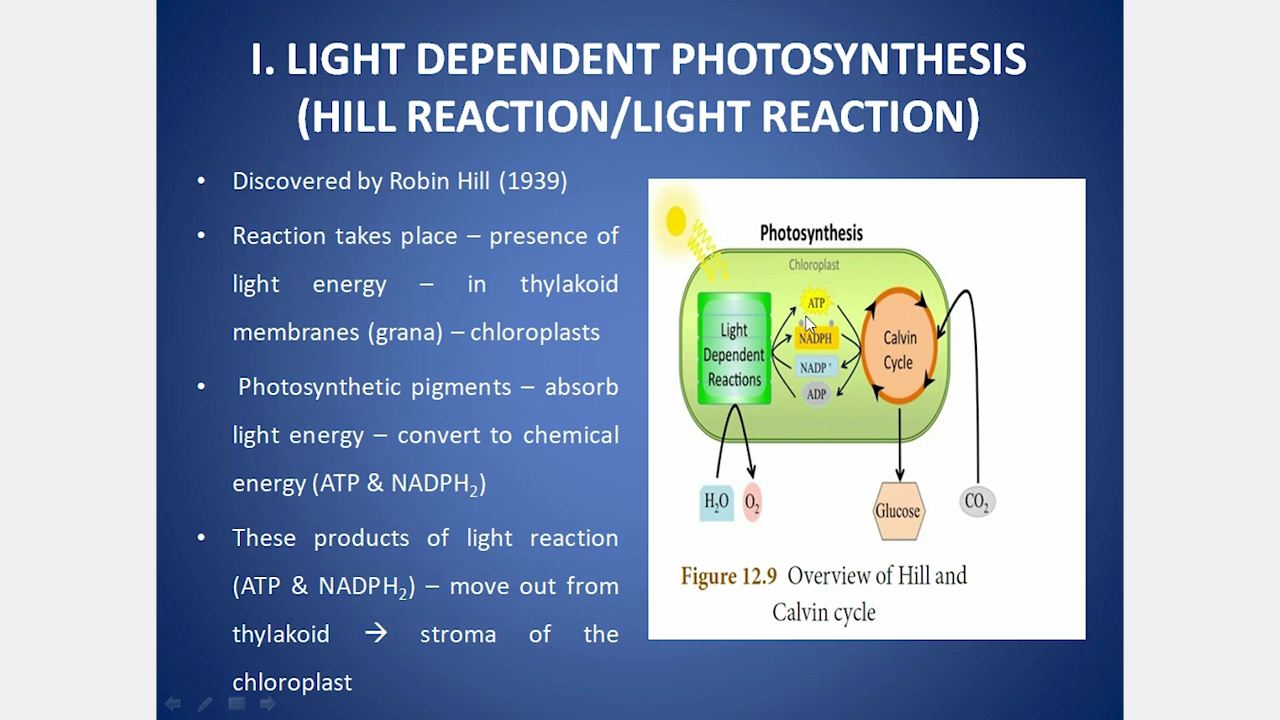 I. LIGHT DEPENDENT PHOTOSYNTHESIS
(HILL REACTION/LIGHT REACTION)
• Discovered by Robin Hill (1939)
• Reaction takes place – presence of
light energy – in thylakoid
membranes (grana) – chloroplasts
• Photosynthetic pigments – absorb
light energy – convert to chemical
energy (ATP & NADPH₂)
• These products of light reaction
(ATP & NADPH₂) – move out from
thylakoid → stroma of the
chloroplast
Photosynthesis
Chloroplast
Light
Dependent
Reactions
ATP
NADPH
NADP⁺
ADP
Calvin
Cycle
H₂O
O₂
Glucose
CO₂
Figure 12.9 Overview of Hill and
Calvin cycle